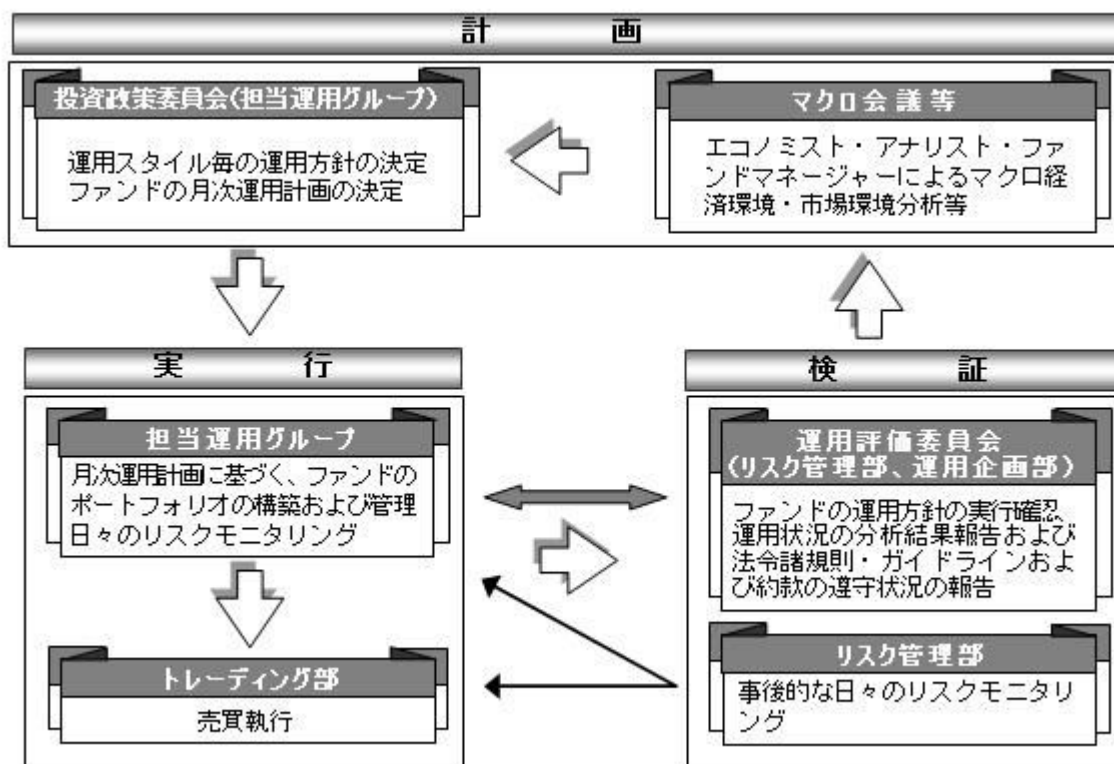 計画
投資政策委員会(担当運用グループ)
運用スタイル毎の運用方針の決定
ファンドの月次運用計画の決定
マクロ会議等
エコノミスト・アナリスト・ファ
ンドマネージャーによるマクロ経
済環境・市場環境分析等
実行
担当運用グループ
月次運用計画に基づく、ファンドの
ポートフォリオの構築および管理
日々のリスクモニタリング
トレーディング部
売買執行
検証
運用評価委員会
(リスク管理部、運用企画部)
ファンドの運用方針の実行確認、
運用状況の分析結果報告および
法令諸規則・ガイドラインおよ
び約款の遵守状況の報告
リスク管理部
事後的な日々のリスクモニタリ
ング